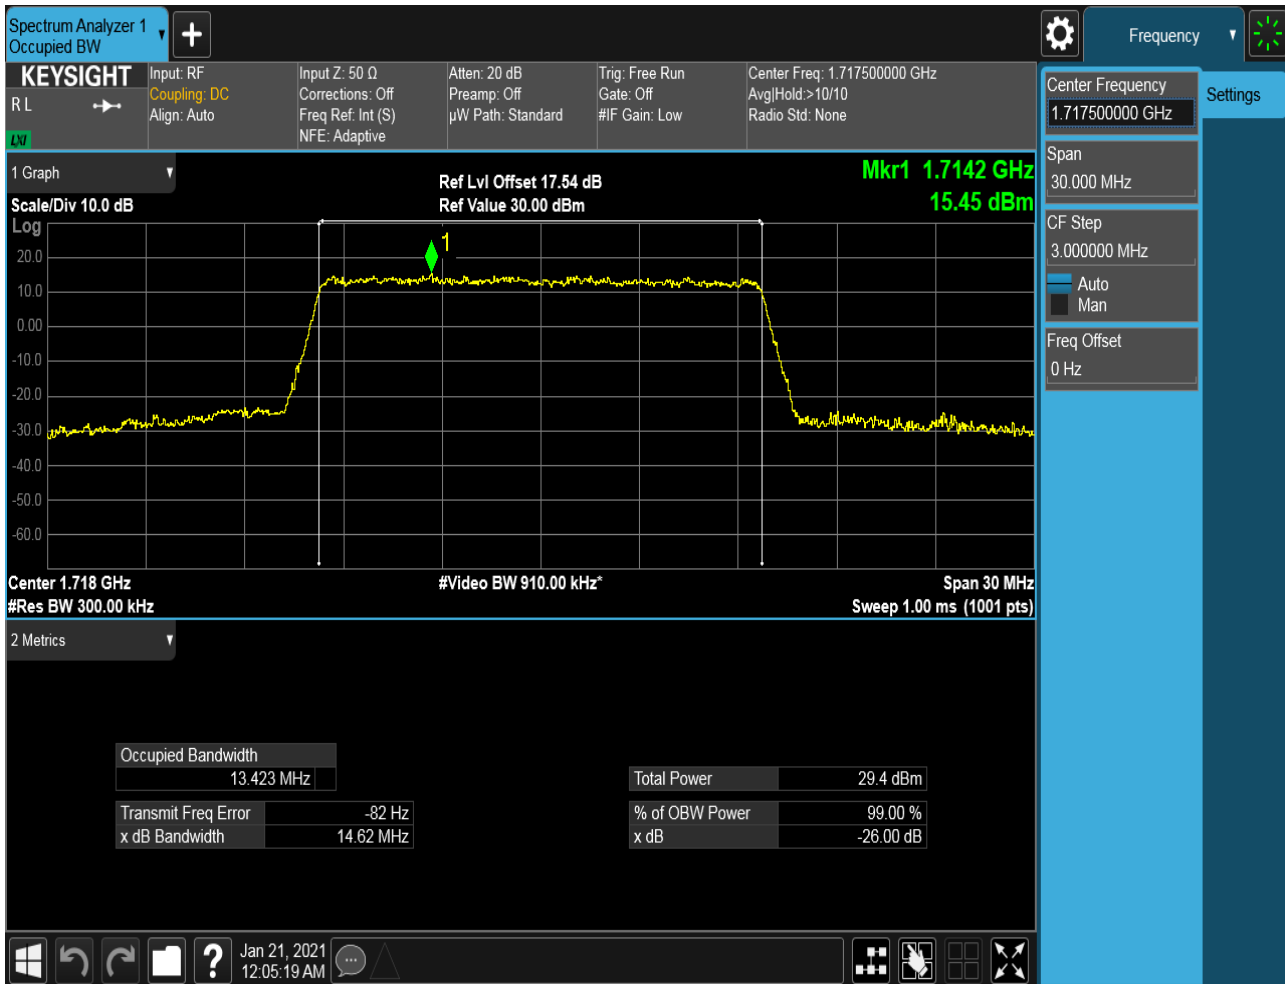 Spectrum Analyzer 1
Occupied BW
Frequency
KEYSIGHT
R L
LXI
Input: RF
Coupling: DC
Align: Auto
Input Z: 50 Ω
Corrections: Off
Freq Ref: Int (S)
NFE: Adaptive
Atten: 20 dB
Preamp: Off
µW Path: Standard
Trig: Free Run
Gate: Off
#IF Gain: Low
Center Freq: 1.717500000 GHz
Avg|Hold:>10/10
Radio Std: None
Center Frequency
1.717500000 GHz
Settings
Span
30.000 MHz
CF Step
3.000000 MHz
Auto
Man
Freq Offset
0 Hz
1 Graph
Scale/Div 10.0 dB
Ref Lvl Offset 17.54 dB
Ref Value 30.00 dBm
Mkr1 1.7142 GHz
15.45 dBm
Log
1
20.0
10.0
0.00
-10.0
-20.0
-30.0
-40.0
-50.0
-60.0
Center 1.718 GHz
#Video BW 910.00 kHz*
Span 30 MHz
#Res BW 300.00 kHz
Sweep 1.00 ms (1001 pts)
2 Metrics
Occupied Bandwidth
13.423 MHz
Transmit Freq Error -82 Hz
x dB Bandwidth 14.62 MHz
Total Power 29.4 dBm
% of OBW Power 99.00 %
x dB -26.00 dB
Jan 21, 2021
12:05:19 AM